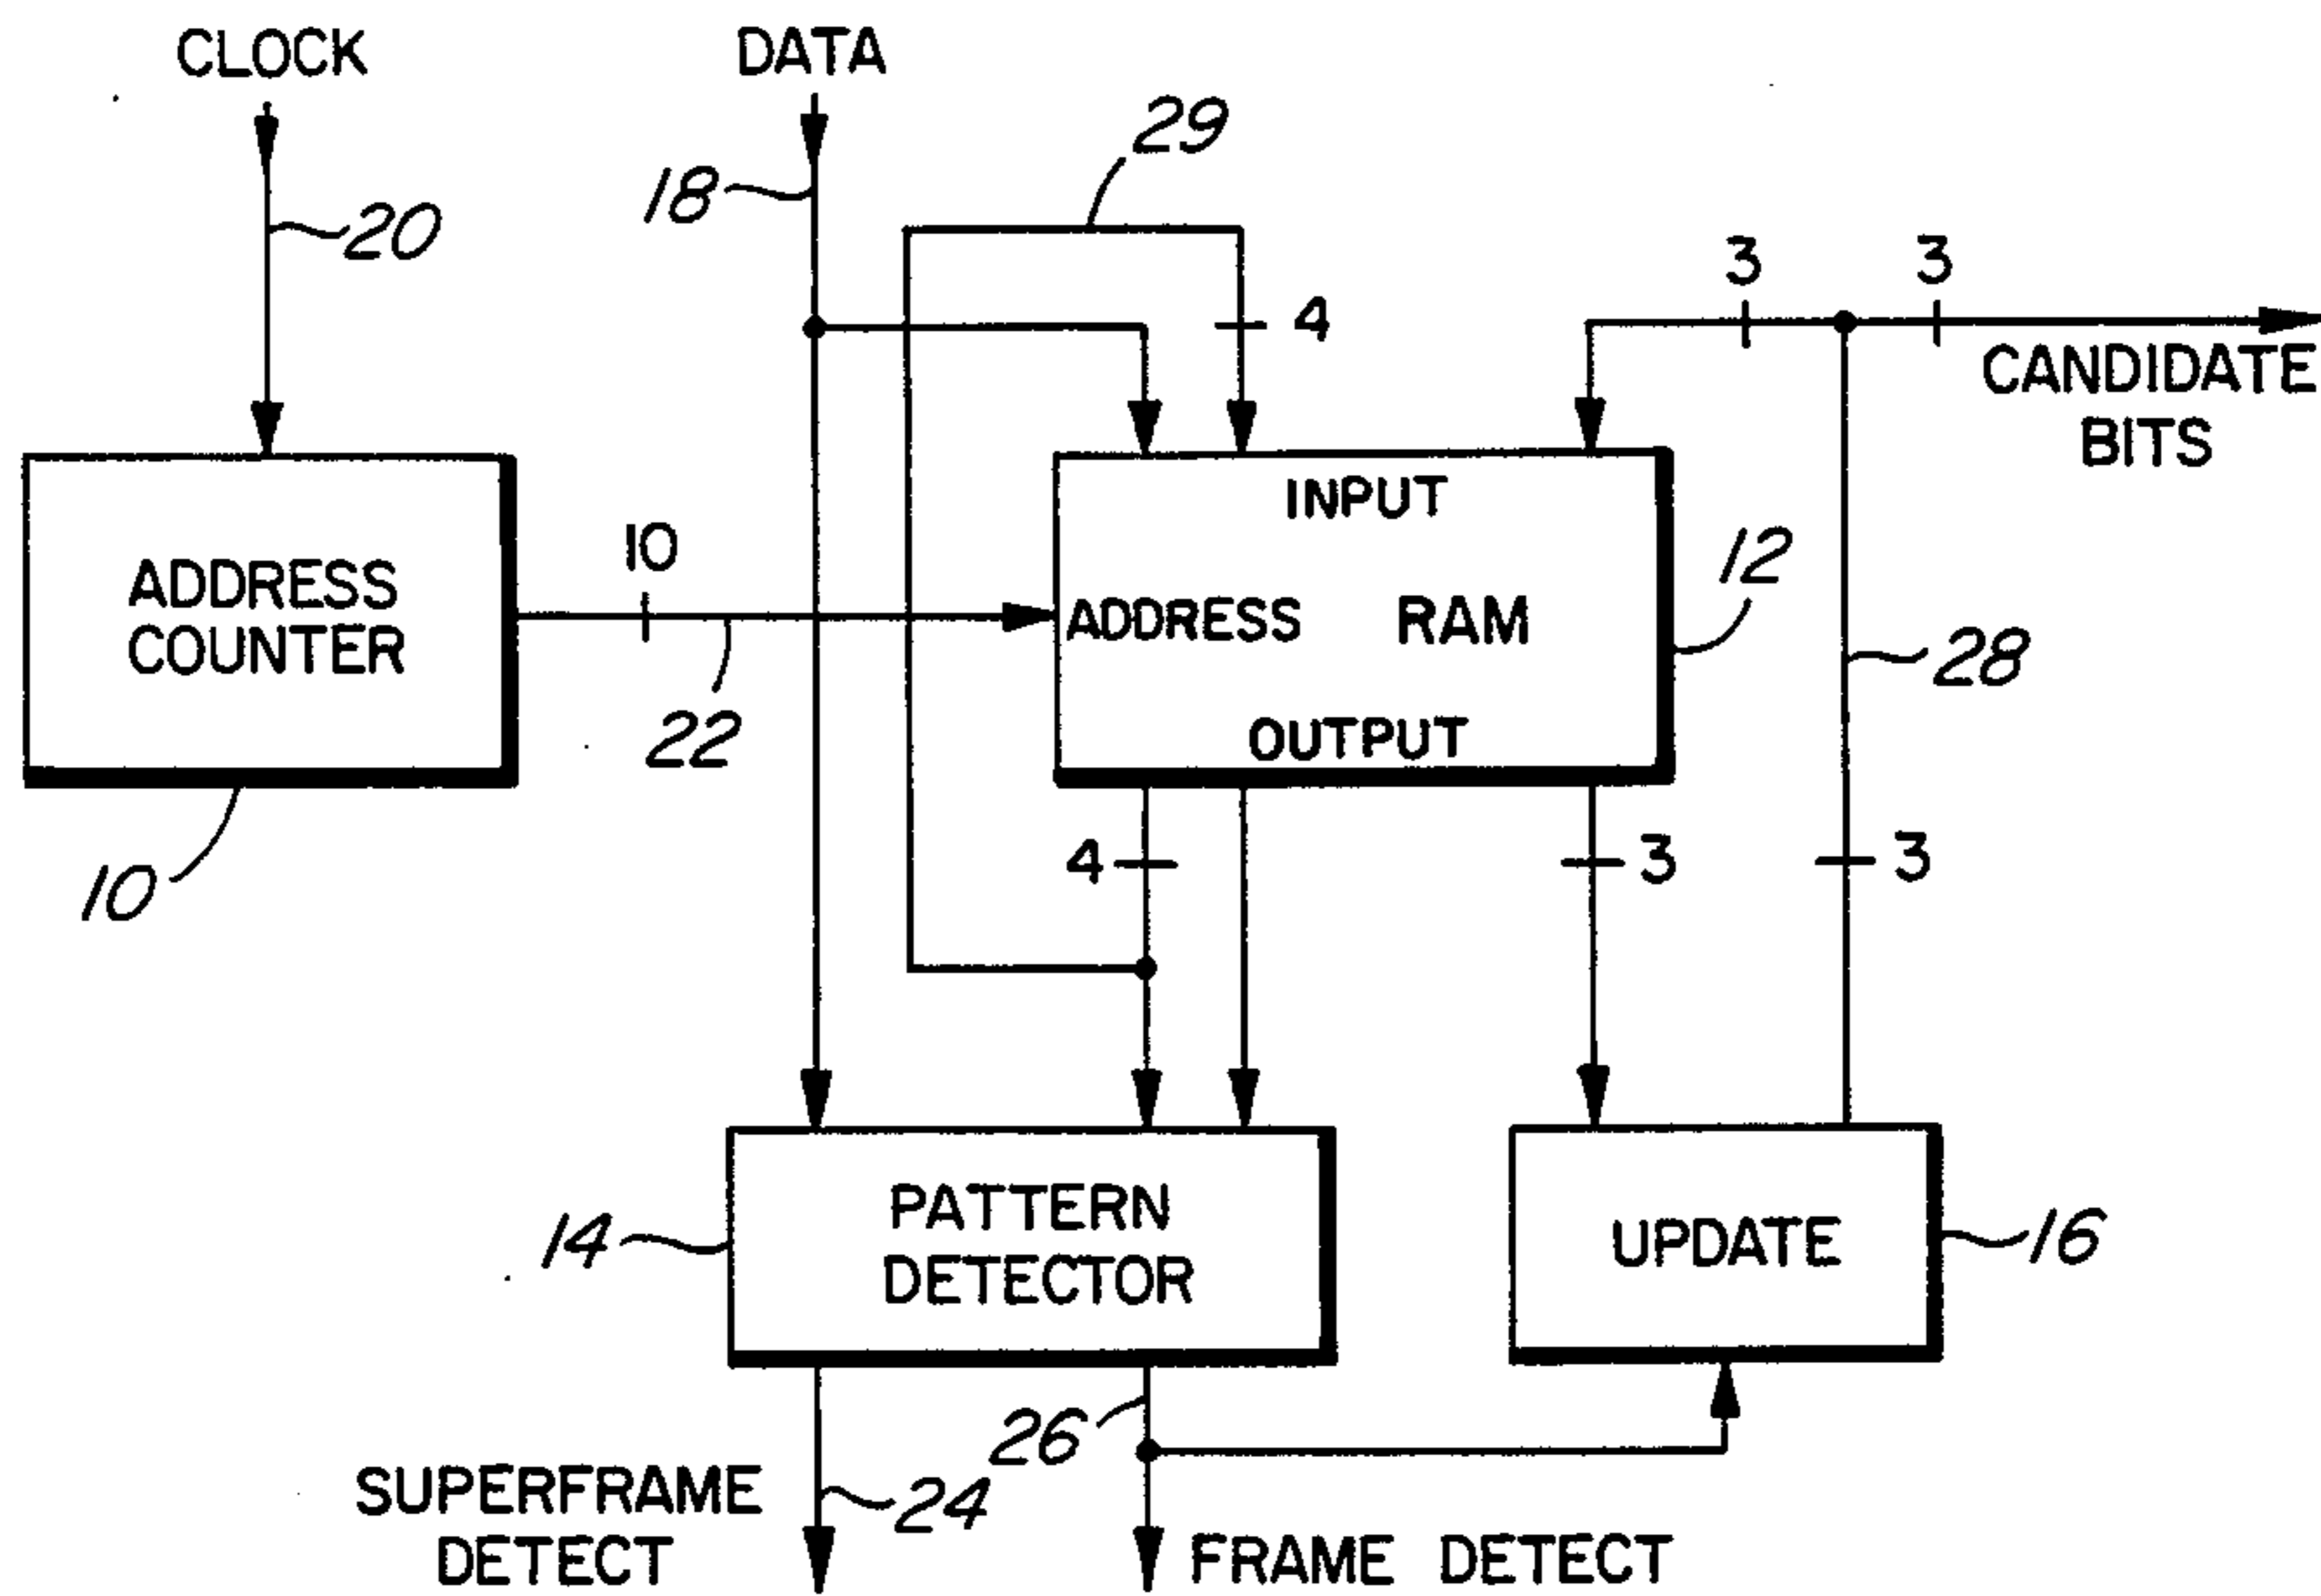 CLOCK
DATA
29
18
20
3
3
4
CANDIDATE
BITS
INPUT
10
12
ADDRESS
COUNTER
ADDRESS
RAM
28
22
OUTPUT
4
3
3
10
PATTERN
DETECTOR
14
UPDATE
16
26
SUPERFRAME
DETECT
24
FRAME DETECT